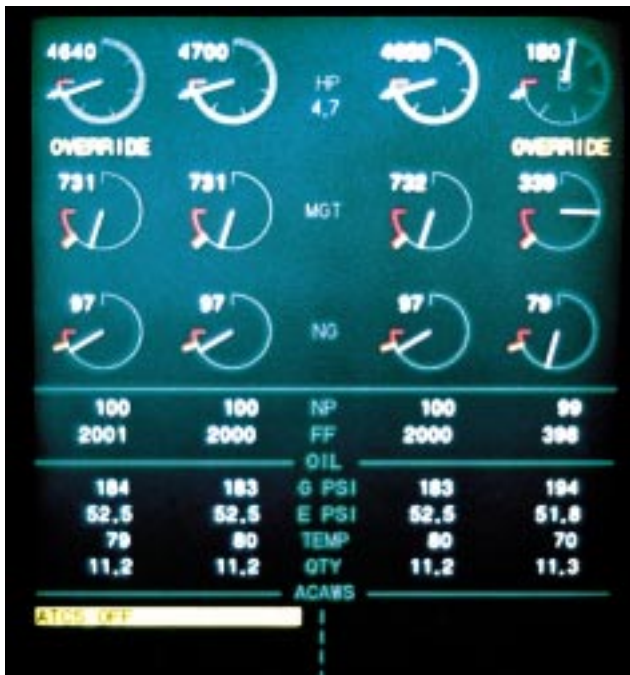 4640 4700 HP 180
4.7
OVERRIDE OVERRIDE
731 731 MGT 732 339
97 97 NG 97 79
100 100 NP 100 99
2001 2000 FF 2000 398
OIL
184 183 G PSI 183 194
52.5 52.5 E PSI 52.5 51.8
79 80 TEMP 80 70
11.2 11.2 QTY 11.2 11.3
ACAWS
ATCS OFF